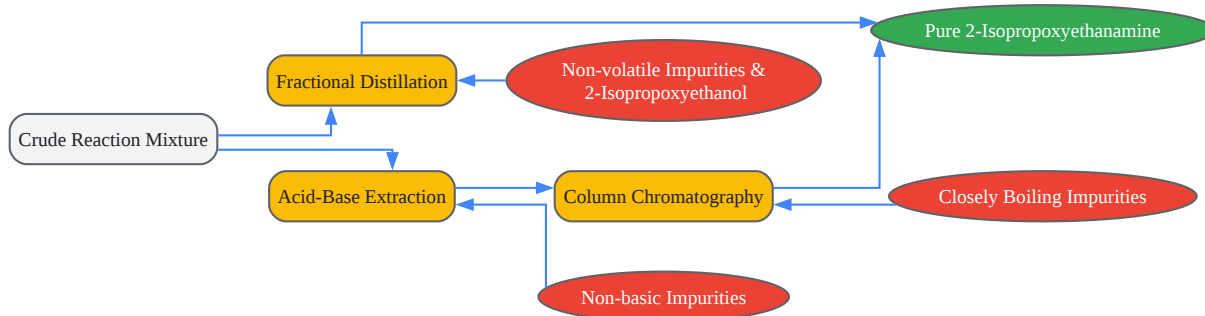 Pure 2-Isopropoxyethanamine
Non-volatile Impurities &
2-Isopropoxyethanol
Fractional Distillation
Crude Reaction Mixture
Acid-Base Extraction
Column Chromatography
Closely Boiling Impurities
Non-basic Impurities